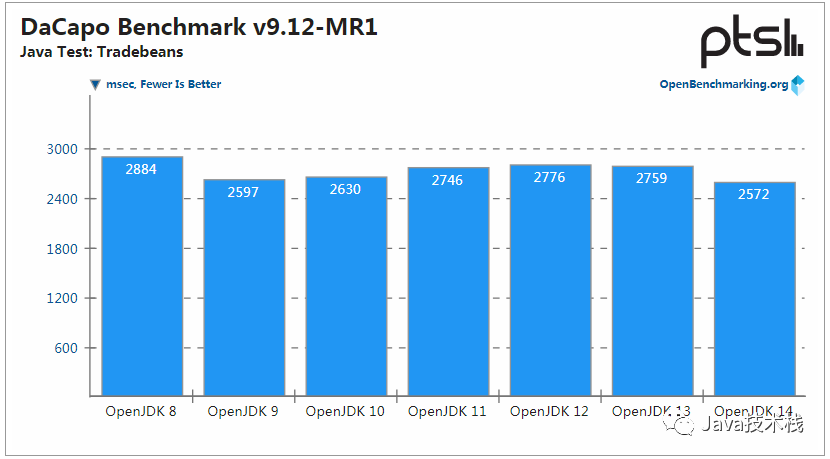 DaCapo Benchmark v9.12-MR1
Java Test: Tradebeans
ptsl
msec, Fewer Is Better
OpenBenchmarking.org
3000
2400
1800
1200
600
2884
2597
2630
2746
2776
2759
2572
OpenJDK 8
OpenJDK 9
OpenJDK 10
OpenJDK 11
OpenJDK 12
OpenJDK 13
OpenJDK 14
Java技术栈